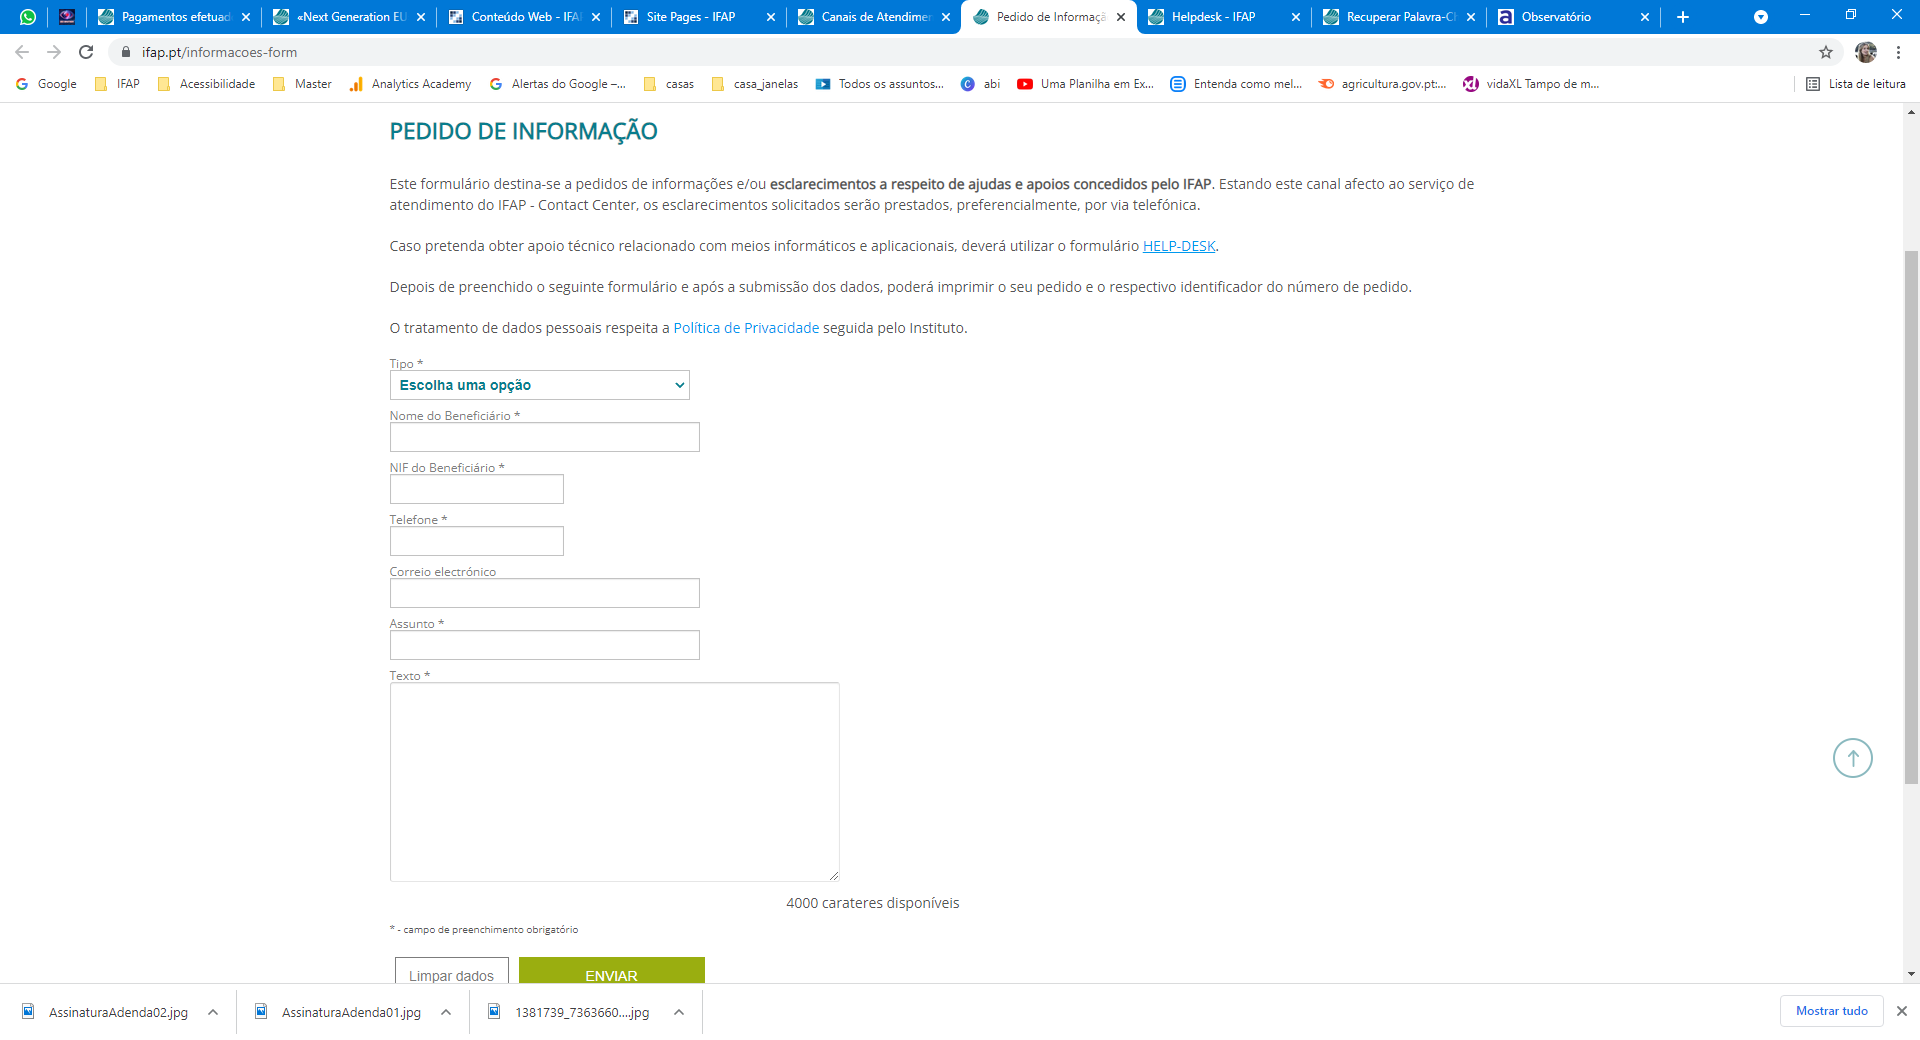 Pagamentos efetuad
«Next Generation EU
Conteúdo Web - IFA
Site Pages - IFAP
Canais de Atendimen
Pedido de Informaçã
Helpdesk - IFAP
Recuperar Palavra-Ch
Observatório
ifap.pt/informacoes-form
Google
IFAP
Acessibilidade
Master
Analytics Academy
Alertas do Google –...
casas
casa_janelas
Todos os assuntos...
abi
Uma Planilha em Ex...
Entenda como mel...
agricultura.gov.pt:...
vidaXL Tampo de m...
Lista de leitura
PEDIDO DE INFORMAÇÃO
Este formulário destina-se a pedidos de informações e/ou esclarecimentos a respeito de ajudas e apoios concedidos pelo IFAP. Estando este canal afecto ao serviço de
atendimento do IFAP - Contact Center, os esclarecimentos solicitados serão prestados, preferencialmente, por via telefónica.
Caso pretenda obter apoio técnico relacionado com meios informáticos e aplicacionais, deverá utilizar o formulário HELP-DESK.
Depois de preenchido o seguinte formulário e após a submissão dos dados, poderá imprimir o seu pedido e o respectivo identificador do número de pedido.
O tratamento de dados pessoais respeita a Política de Privacidade seguida pelo Instituto.
Tipo *
Escolha uma opção
Nome do Beneficiário *
NIF do Beneficiário *
Telefone *
Correio electrónico
Assunto *
Texto *
4000 carateres disponíveis
* - campo de preenchimento obrigatório
Limpar dados
ENVIAR
AssinaturaAdenda02.jpg
AssinaturaAdenda01.jpg
1381739_7363660....jpg
Mostrar tudo